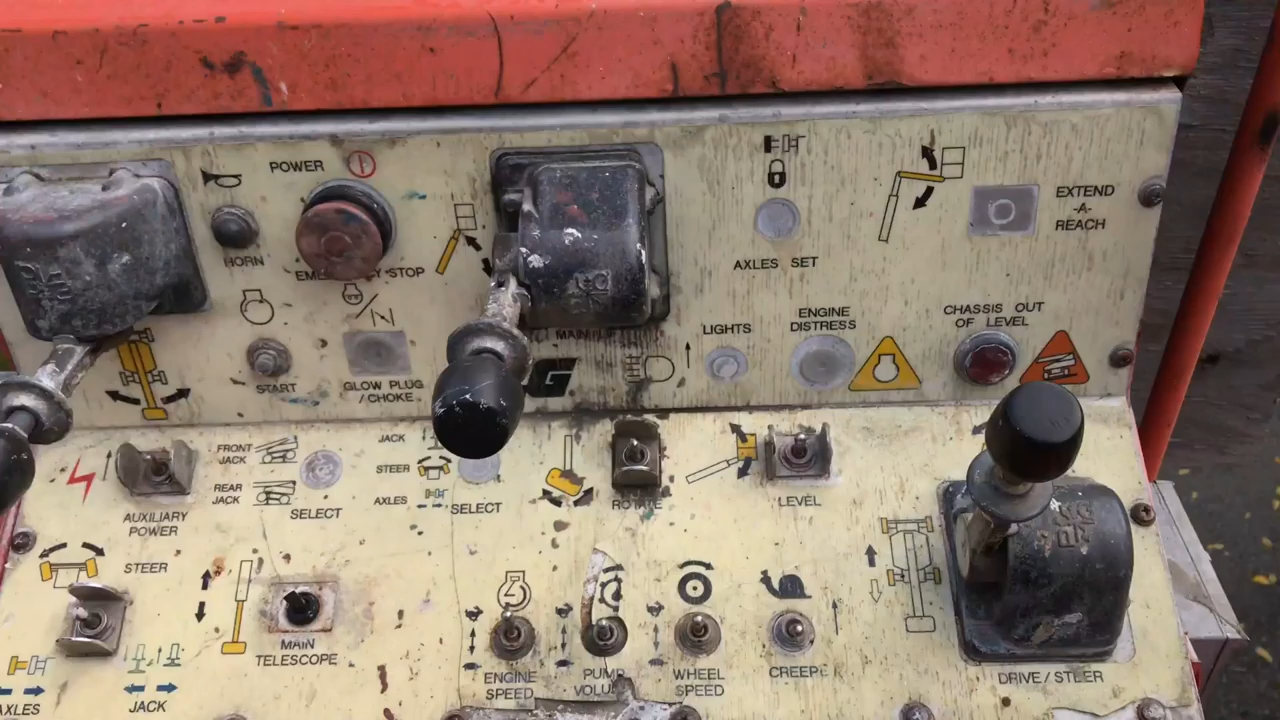 POWER
HORN
EMERGENCY STOP
START
GLOW PLUG
/ CHOKE
MAIN LIFT
AXLES SET
EXTEND
-A-
REACH
LIGHTS
ENGINE
DISTRESS
CHASSIS OUT
OF LEVEL
AUXILIARY
POWER
FRONT
JACK
REAR
JACK
SELECT
JACK
STEER
AXLES
SELECT
ROTATE
LEVEL
STEER
AXLES
JACK
MAIN
TELESCOPE
ENGINE
SPEED
PUMP
WHEEL
SPEED
CREEP
DRIVE / STEER